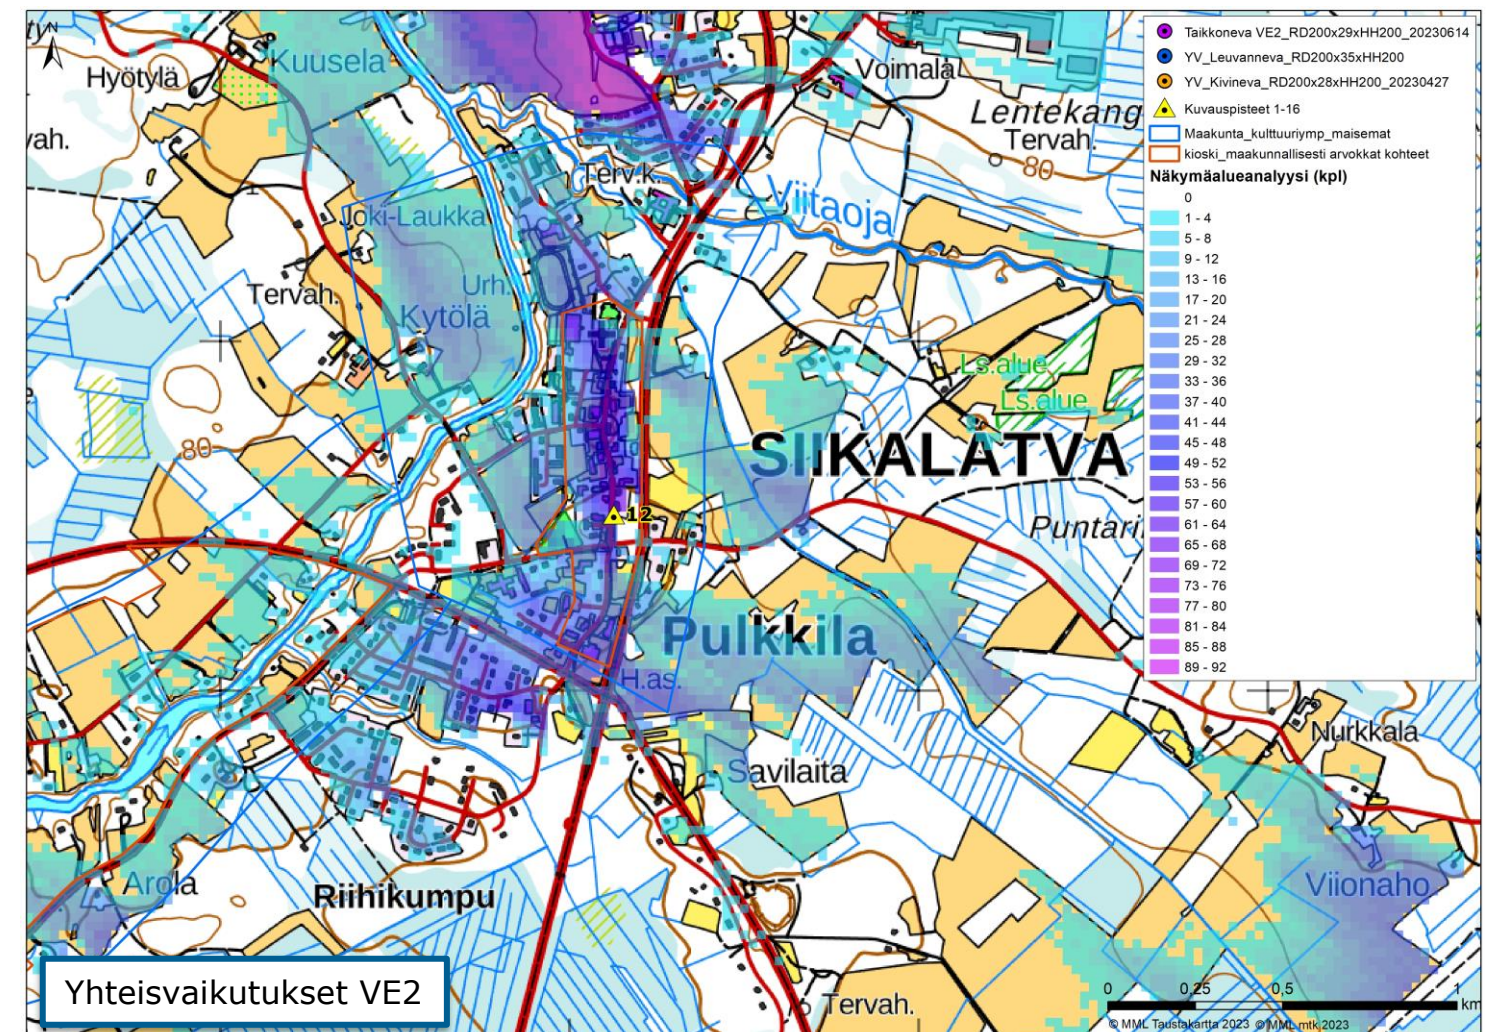 ty
N
Hyötylä
Kuusela
vah.
Voimala
Lentekang
Tervah.
80
Terv.k.
Viitaoja
Joki-Laukka
Urh.
Tervah.
Kytölä
Ls.alue
Ls.alue
80
SIIKALATVA
12
Puntari
Pulkkila
H.as.
Nurkkala
Savilaita
Arola
Riihikumpu
Viionaho
Tervah.
Yhteisvaikutukset VE2
Taikkoneva VE2_RD200x29xHH200_20230614
YV_Leuvanneva_RD200x35xHH200
YV_Kivineva_RD200x28xHH200_20230427
Kuvauspisteet 1-16
Maakunta_kulttuuriymp_maisemat
kioski_maakunnallisesti arvokkat kohteet
Näkymäalueanalyysi (kpl)
0
1 - 4
5 - 8
9 - 12
13 - 16
17 - 20
21 - 24
25 - 28
29 - 32
33 - 36
37 - 40
41 - 44
45 - 48
49 - 52
53 - 56
57 - 60
61 - 64
65 - 68
69 - 72
73 - 76
77 - 80
81 - 84
85 - 88
89 - 92
0 0,25 0,5 1
km
© MML Taustakartta 2023 © MML mtk 2023